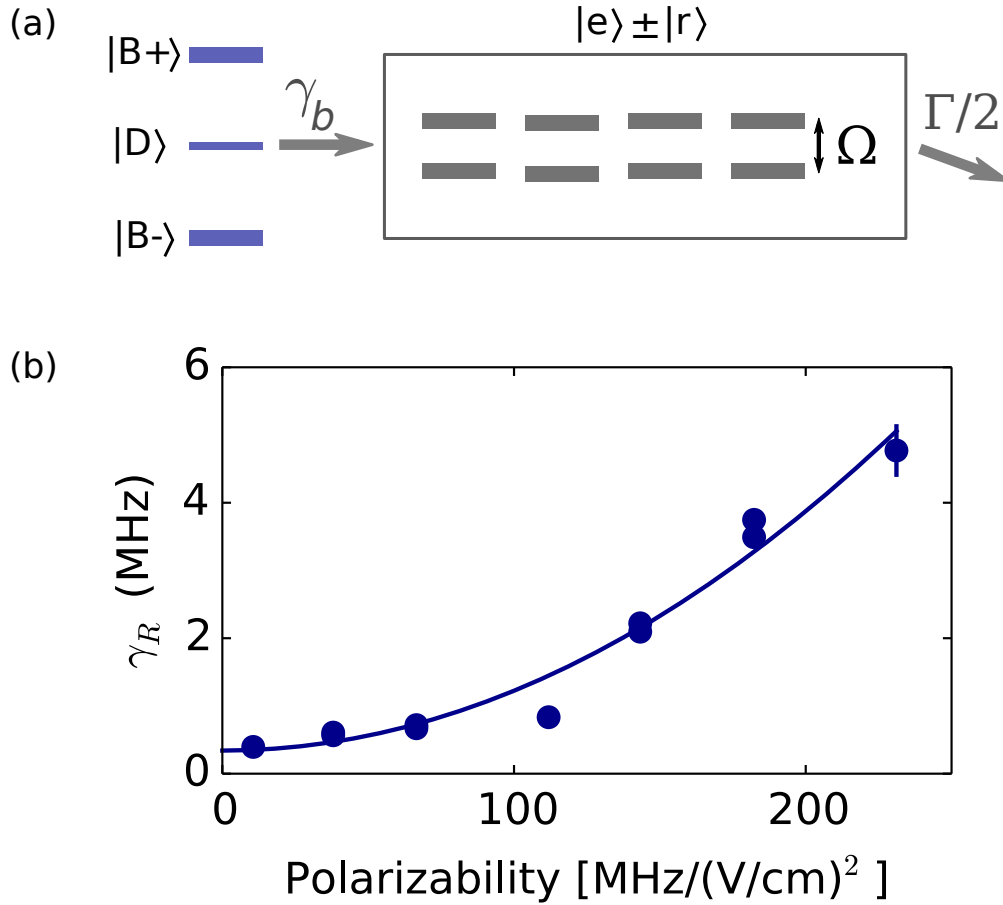 (a)
|e⟩±|r⟩
|B+⟩
γb
Γ/2
|D⟩
Ω
|B-⟩
(b)
6
4
2
0
γR (MHz)
0 100 200
Polarizability [MHz/(V/cm)² ]